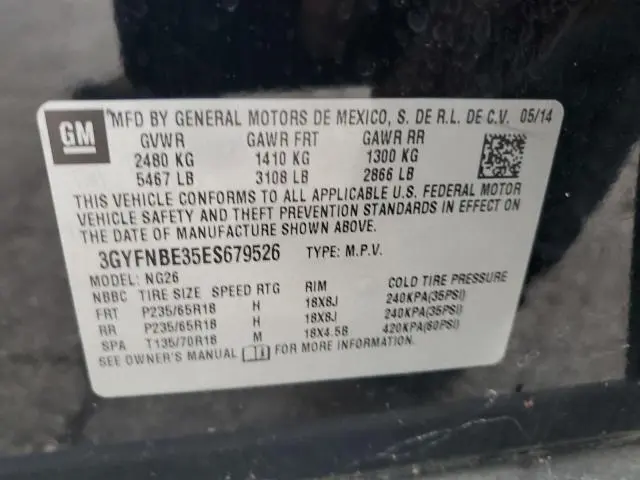 GM
MFD BY GENERAL MOTORS DE MEXICO, S. DE R.L. DE C.V. 05/14
GVWR GAWR FRT GAWR RR
2480 KG 1410 KG 1300 KG
5467 LB 3108 LB 2866 LB
THIS VEHICLE CONFORMS TO ALL APPLICABLE U.S. FEDERAL MOTOR
VEHICLE SAFETY AND THEFT PREVENTION STANDARDS IN EFFECT ON
THE DATE OF MANUFACTURE SHOWN ABOVE.
3GYFNBE35ES679526 TYPE: M.P.V.
MODEL: NG26
NBBC TIRE SIZE SPEED RTG RIM COLD TIRE PRESSURE
FRT P235/65R18 H 18X8J 240KPA(35PSI)
RR P235/65R18 H 18X8J 240KPA(35PSI)
SPA T135/70R18 M 18X4.5B 420KPA(60PSI)
SEE OWNER'S MANUAL FOR MORE INFORMATION.